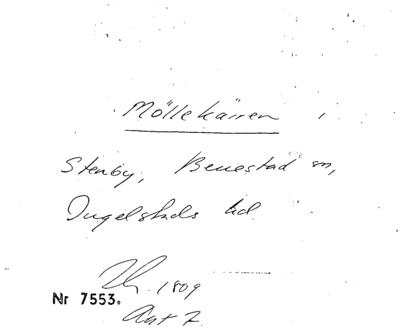 Möllekärren
Stenby, Benestad sn,
Ingelstads hd
1809
Nr 7553.